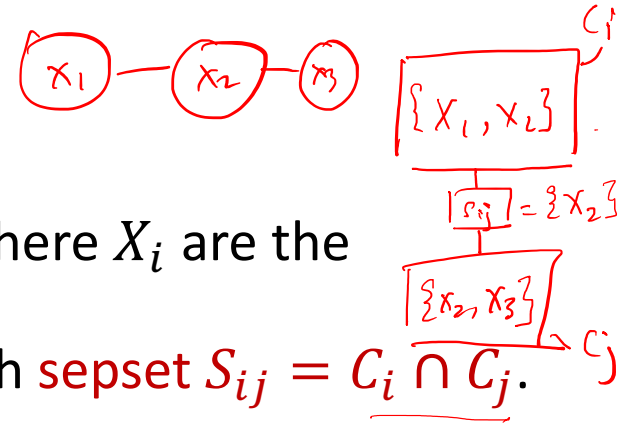 X₁ X₂ X₃
Cᵢ
{X₁, X₂}
Sᵢⱼ = {X₂}
here Xᵢ are the
{X₂, X₃}
Cⱼ
h sepset Sᵢⱼ = Cᵢ ∩ Cⱼ.